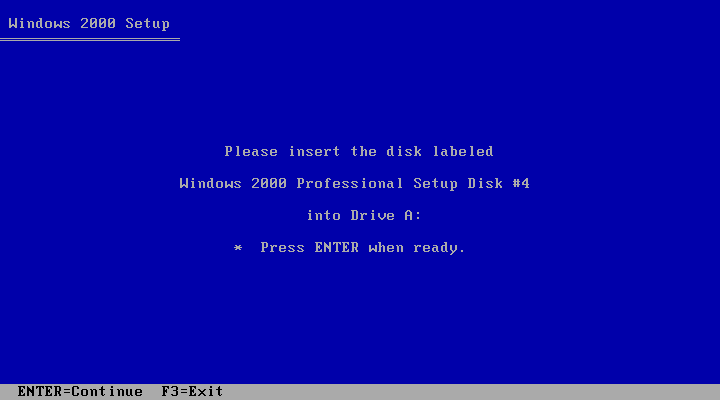 Windows 2000 Setup
Please insert the disk labeled
Windows 2000 Professional Setup Disk #4
into Drive A:
* Press ENTER when ready.
ENTER=Continue F3=Exit